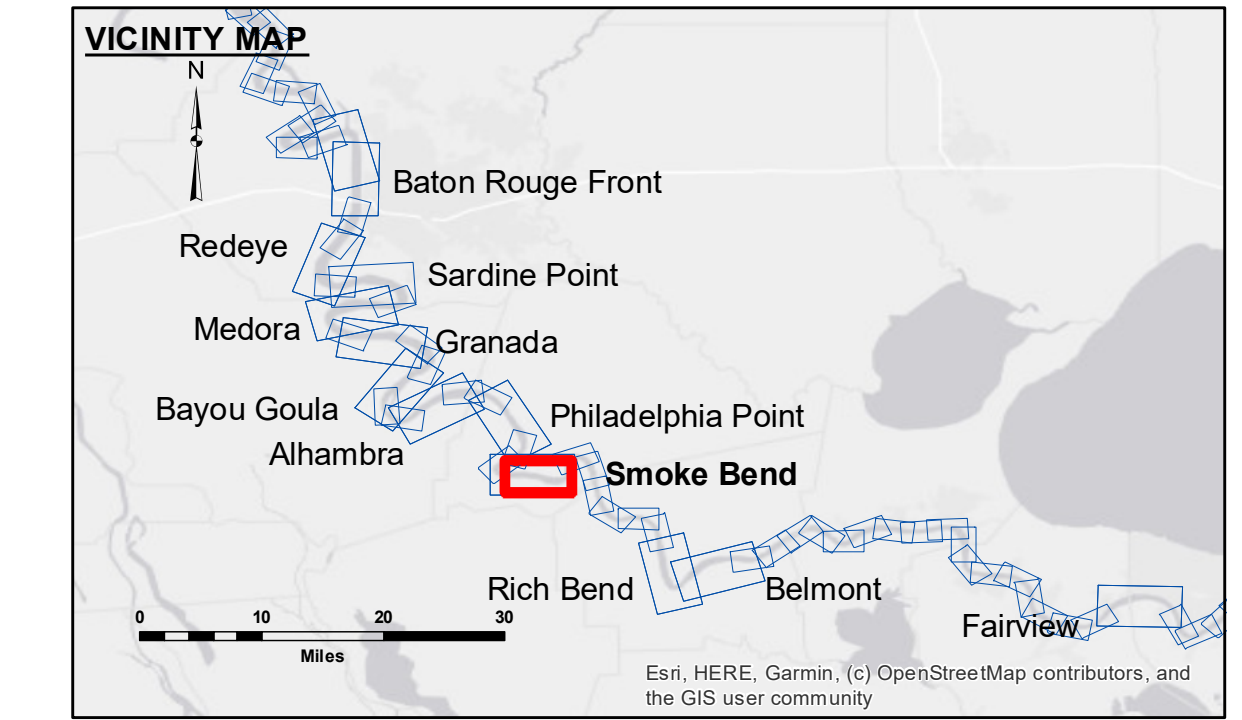 VICINITY MAP
N
Baton Rouge Front
Redeye
Sardine Point
Medora
Granada
Bayou Goula
Philadelphia Point
Alhambra
Smoke Bend
Rich Bend
Belmont
Fairview
0 10 20 30
Miles
Esri, HERE, Garmin, (c) OpenStreetMap contributors, and
the GIS user community